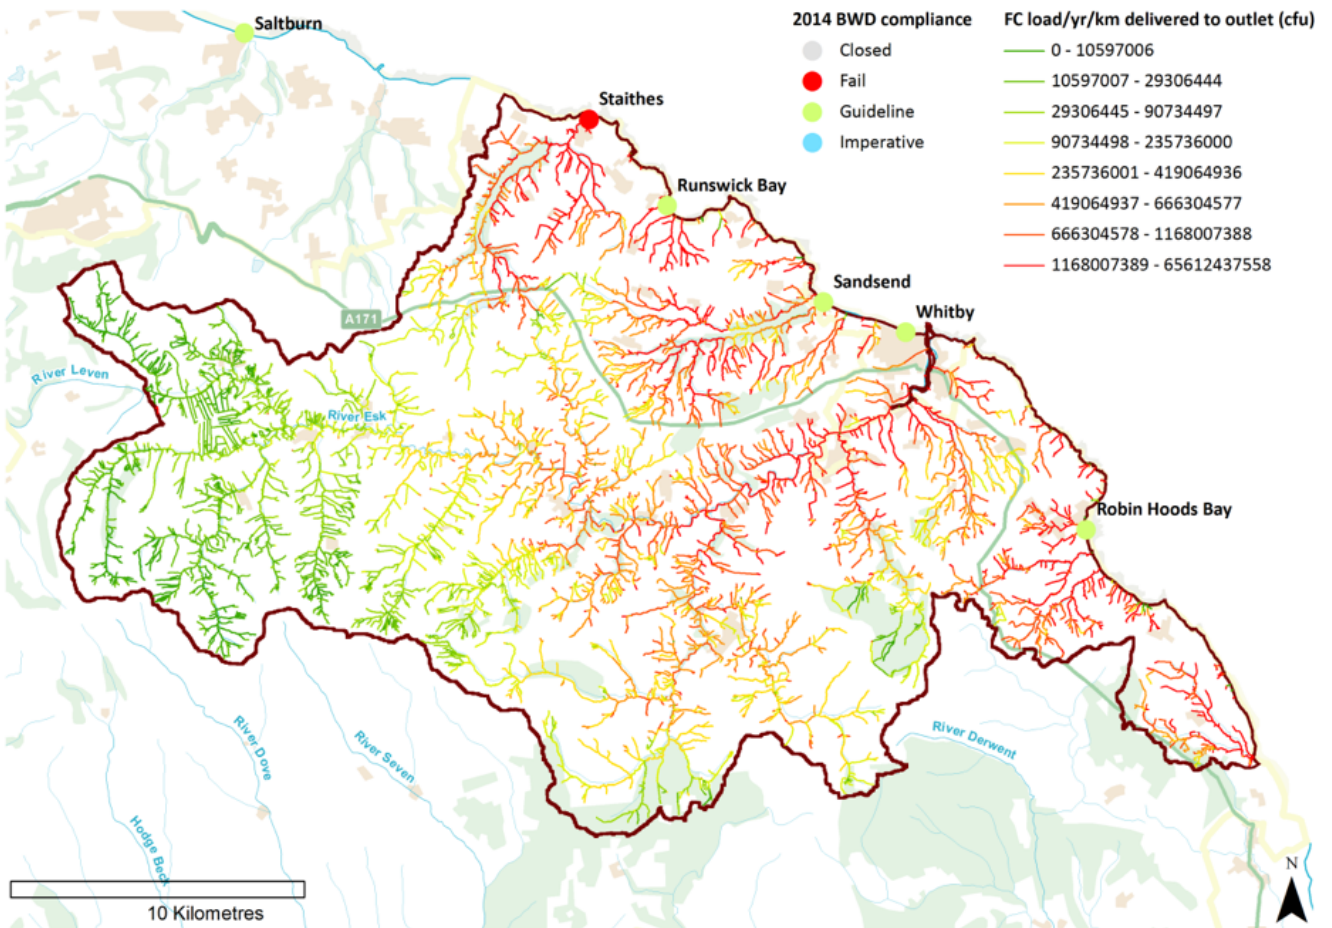 Saltburn
2014 BWD compliance
Closed
Fail
Guideline
Imperative
FC load/yr/km delivered to outlet (cfu)
0 - 10597006
10597007 - 29306444
29306445 - 90734497
90734498 - 235736000
235736001 - 419064936
419064937 - 666304577
666304578 - 1168007388
1168007389 - 65612437558
Staithes
Runswick Bay
Sandsend
Whitby
A171
River Leven
River Esk
Robin Hoods Bay
River Dove
River Seven
River Derwent
Hodge Beck
10 Kilometres
N